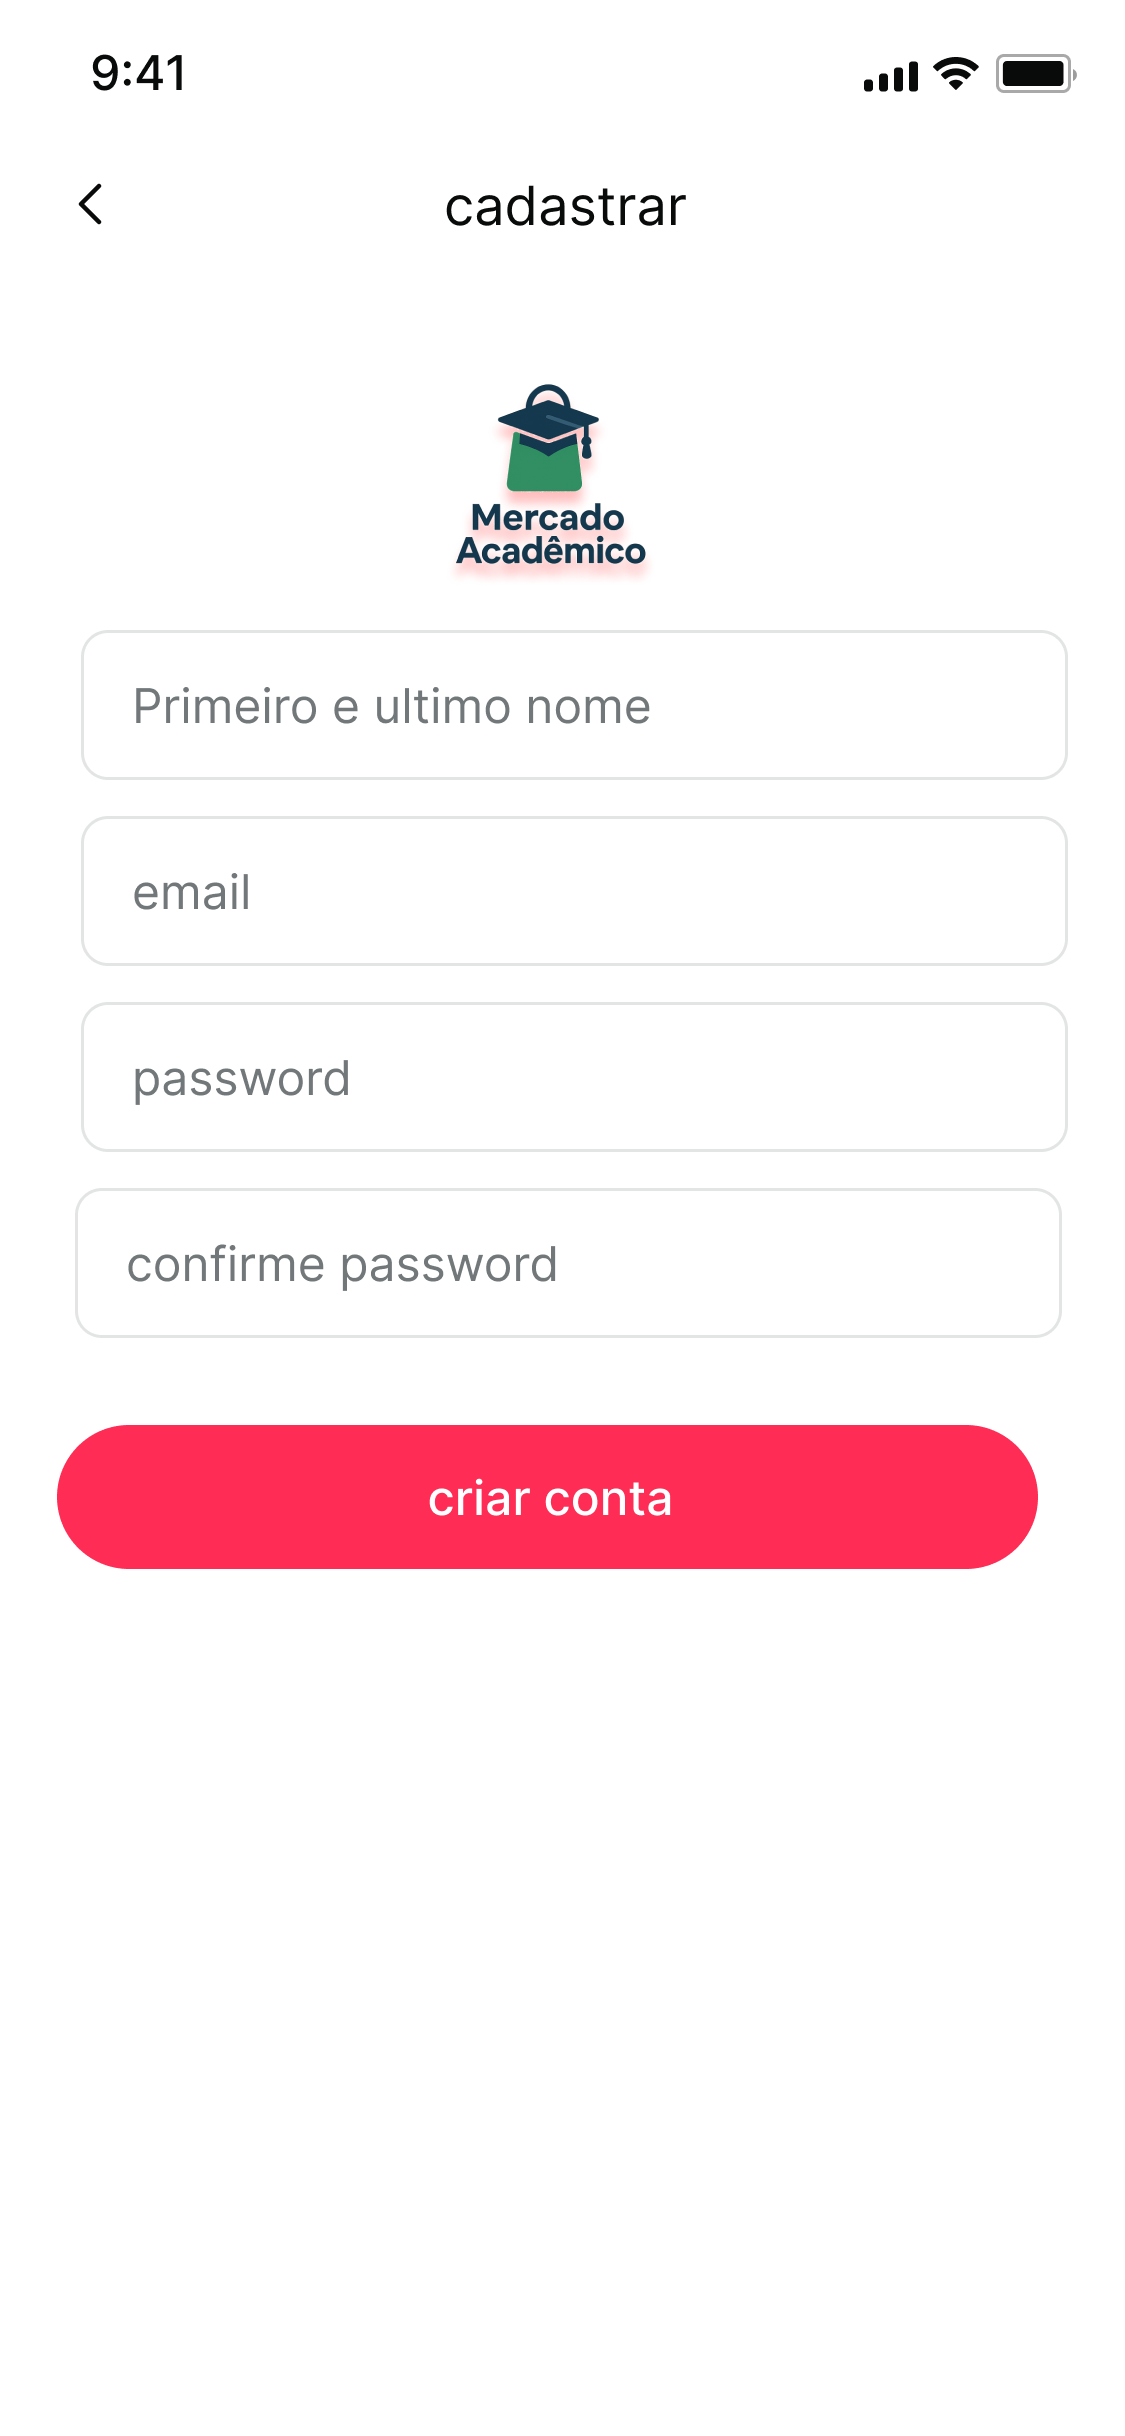 9:41
cadastrar
Mercado
Acadêmico
Primeiro e ultimo nome
email
password
confirme password
criar conta